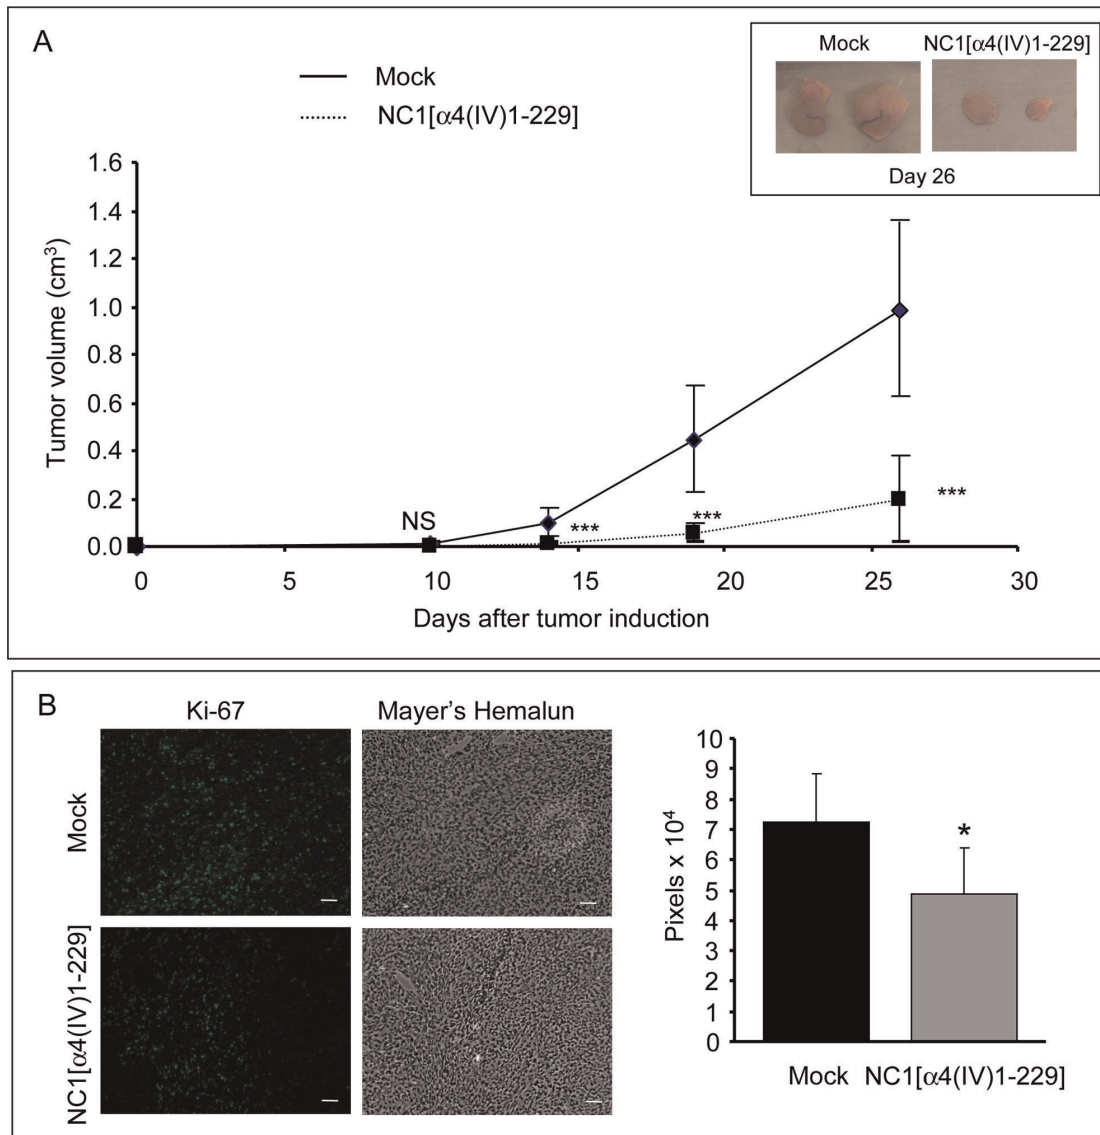 A
Mock
NC1[α4(IV)1-229]
Mock NC1[α4(IV)1-229]
Day 26
1.6
1.4
1.2
1.0
0.8
0.6
0.4
0.2
0.0
Tumor volume (cm³)
NS
***
***
***
0 5 10 15 20 25 30
Days after tumor induction
B
Ki-67 Mayer's Hemalun
Mock
NC1[α4(IV)1-229]
10
9
8
7
6
5
4
3
2
1
0
Pixels x 10⁴
*
Mock NC1[α4(IV)1-229]